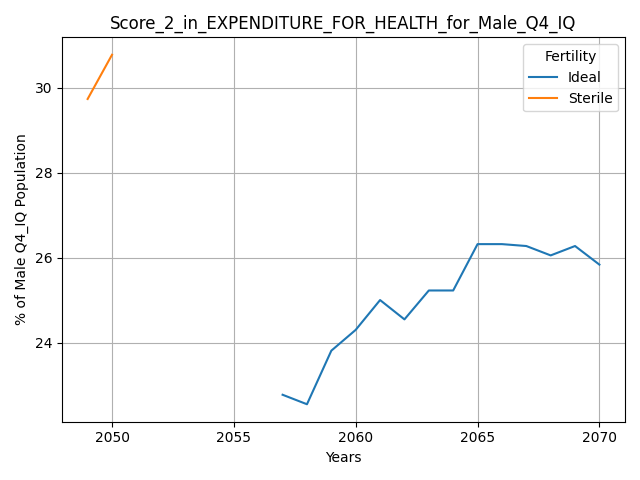 Score_2_in_EXPENDITURE_FOR_HEALTH_for_Male_Q4_IQ
Fertility
Ideal
Sterile
% of Male Q4_IQ Population
30
28
26
24
2050 2055 2060 2065 2070
Years